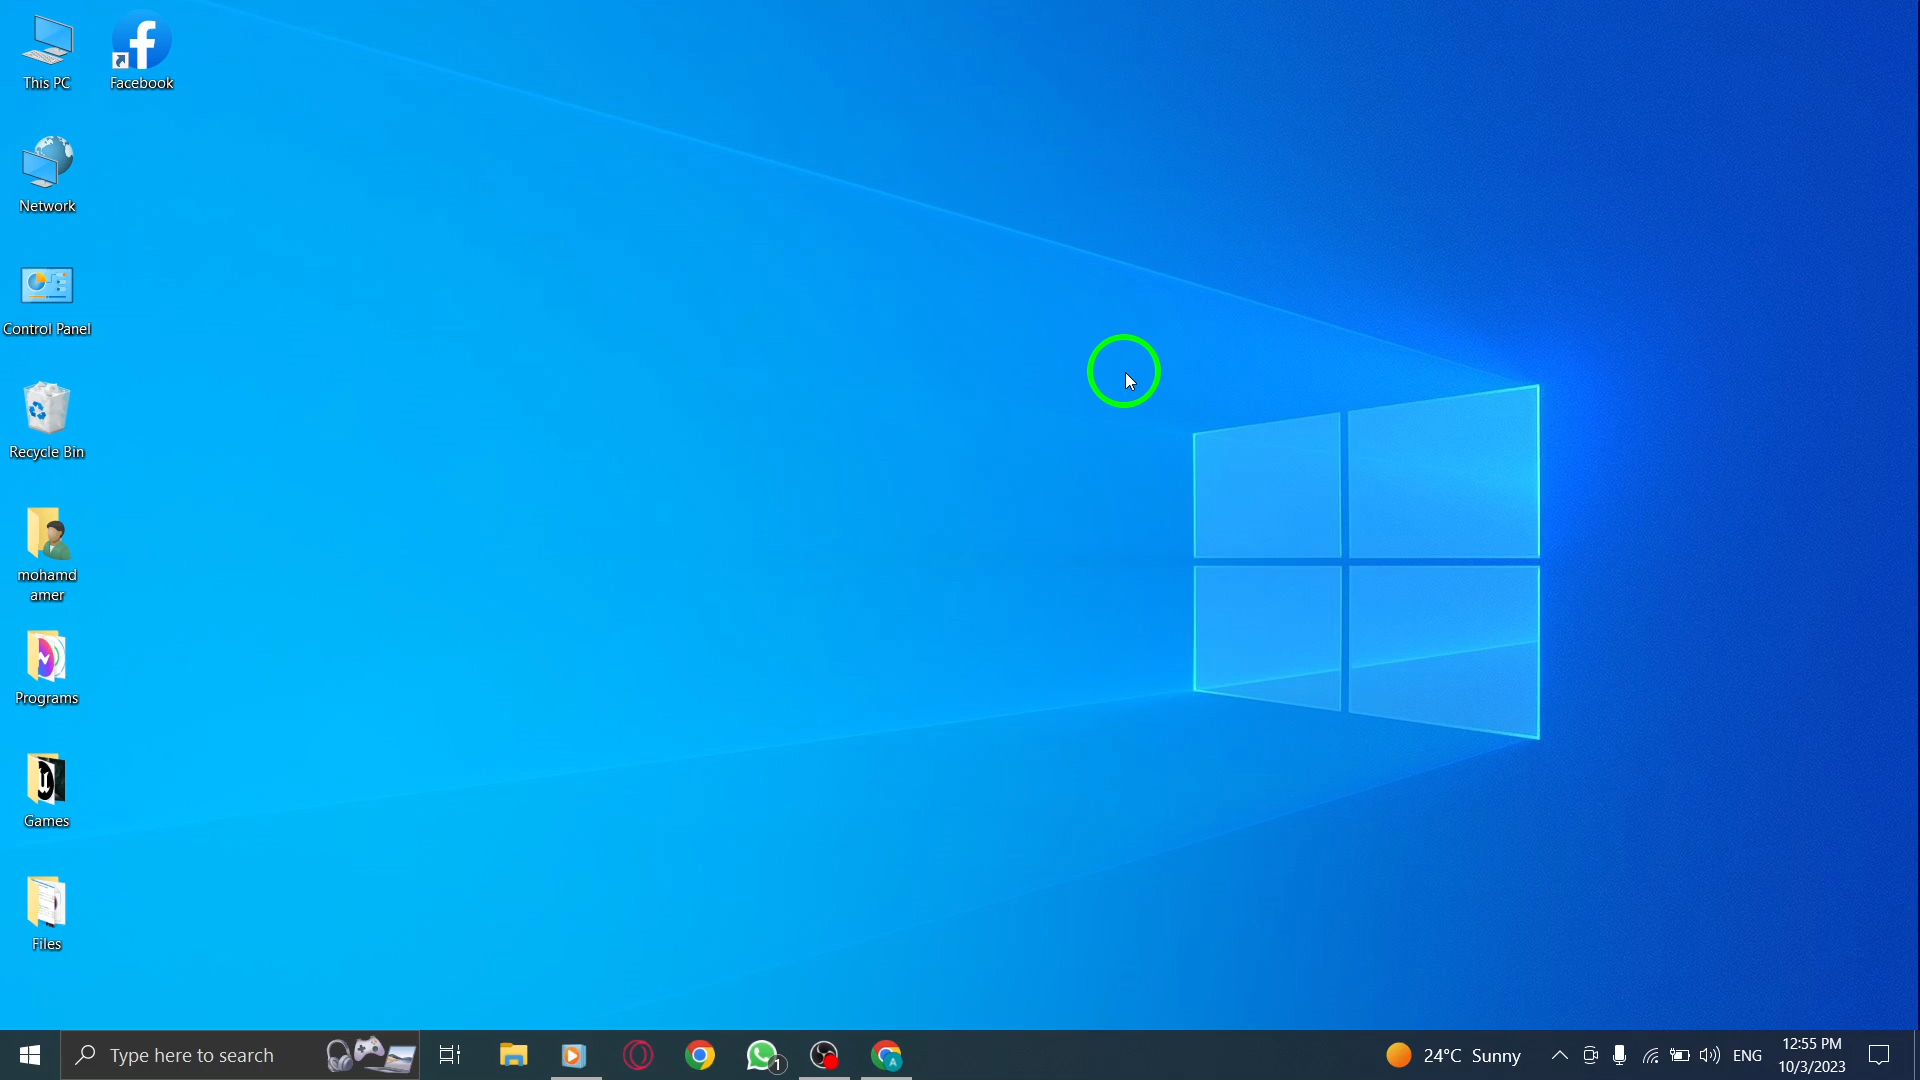 This PC
Facebook
Network
Control Panel
Recycle Bin
mohamd
amer
Programs
Games
Files
Type here to search
1
A
24°C Sunny
ENG
12:55 PM
10/3/2023